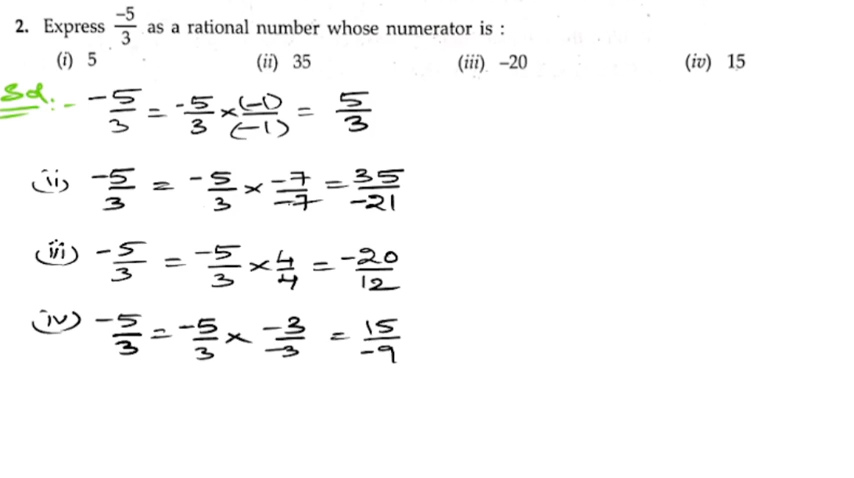 2. Express -5/3 as a rational number whose numerator is :
(i) 5 (ii) 35 (iii) -20 (iv) 15
Sol:- -5/3 = -5/3 × (-1)/(-1) = 5/3
(ii) -5/3 = -5/3 × -7/-7 = 35/-21
(iii) -5/3 = -5/3 × 4/4 = -20/12
(iv) -5/3 = -5/3 × -3/-3 = 15/-9